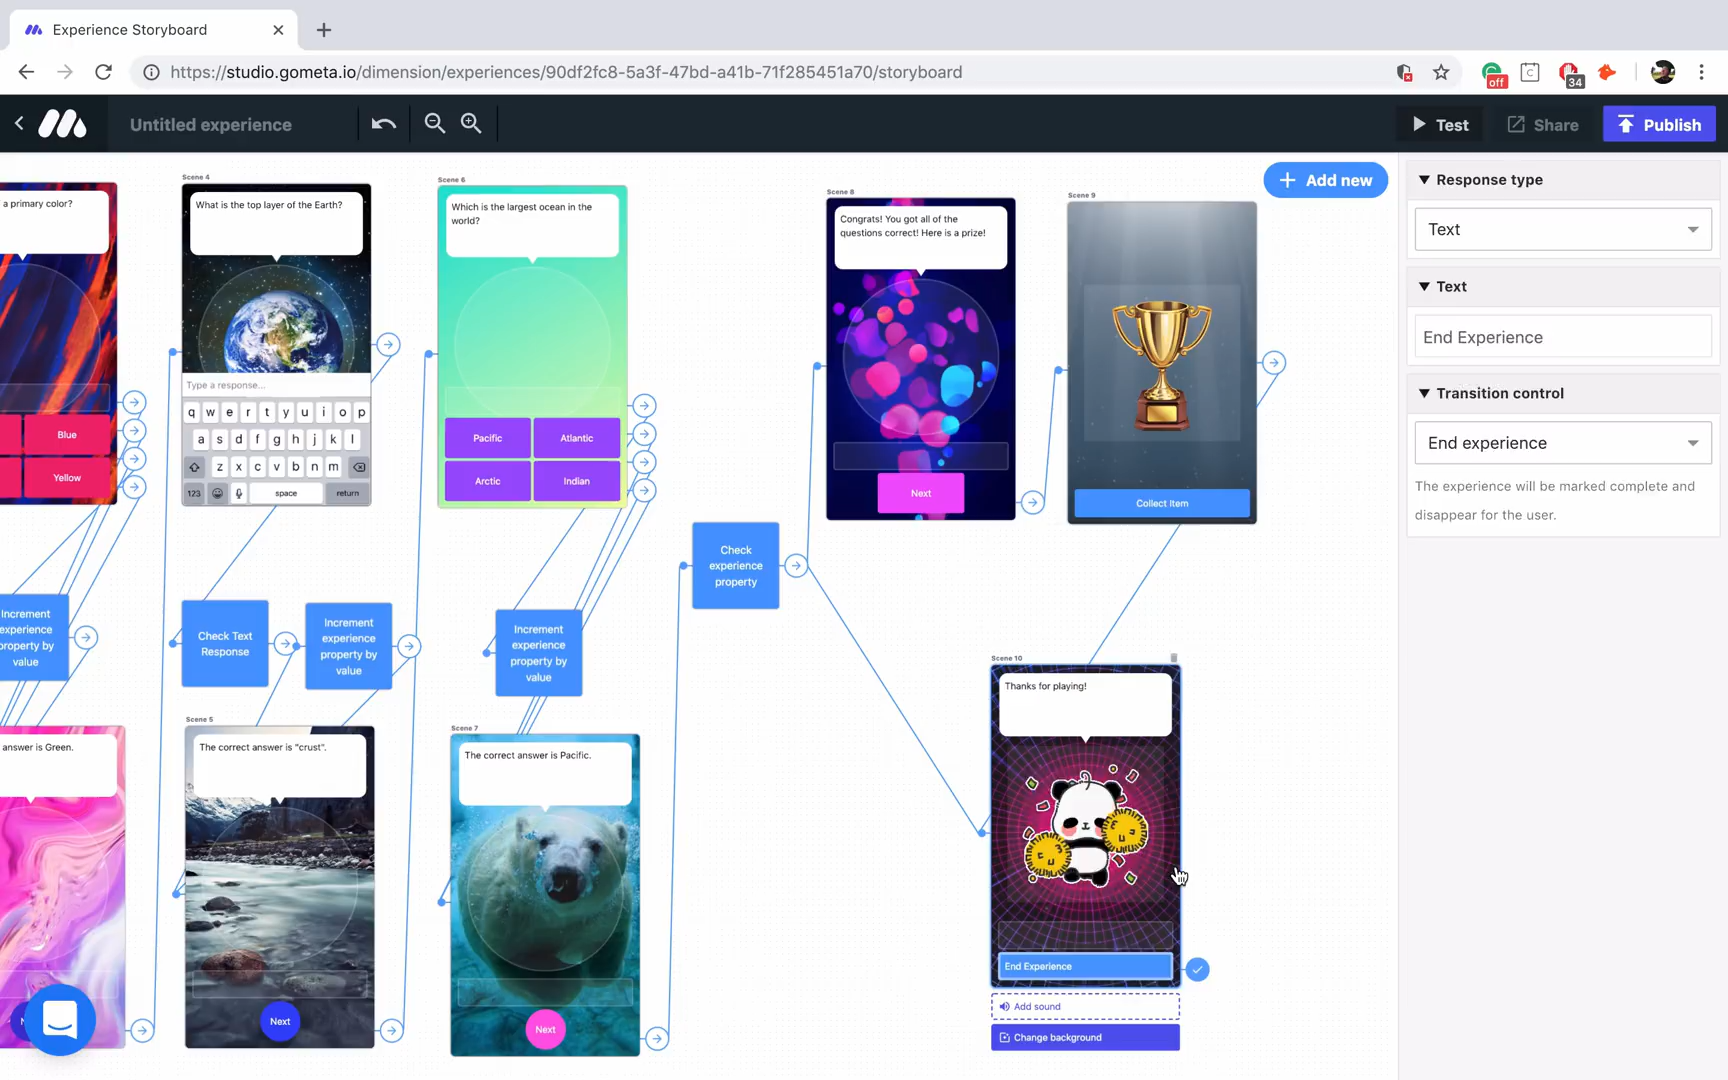 Experience Storyboard
https://studio.gometa.io/dimension/experiences/90df2fc8-5a3f-47bd-a41b-71f285451a70/storyboard
off
C
34
Untitled experience
Test
Share
Publish
Add new
Response type
Text
Text
End Experience
Transition control
End experience
The experience will be marked complete and
disappear for the user.
a primary color?
Blue
Yellow
Increment
experience
property by
value
answer is Green.
Scene 4
What is the top layer of the Earth?
Type a response...
q w e r t y u i o p
a s d f g h j k l
z x c v b n m
123
space
return
Check Text
Response
Increment
experience
property by
value
Scene 5
The correct answer is "crust".
Next
Scene 6
Which is the largest ocean in the
world?
Pacific
Atlantic
Arctic
Indian
Increment
experience
property by
value
Scene 7
The correct answer is Pacific.
Next
Check
experience
property
Scene 8
Congrats! You got all of the
questions correct! Here is a prize!
Next
Scene 9
Collect Item
Scene 10
Thanks for playing!
End Experience
Add sound
Change background